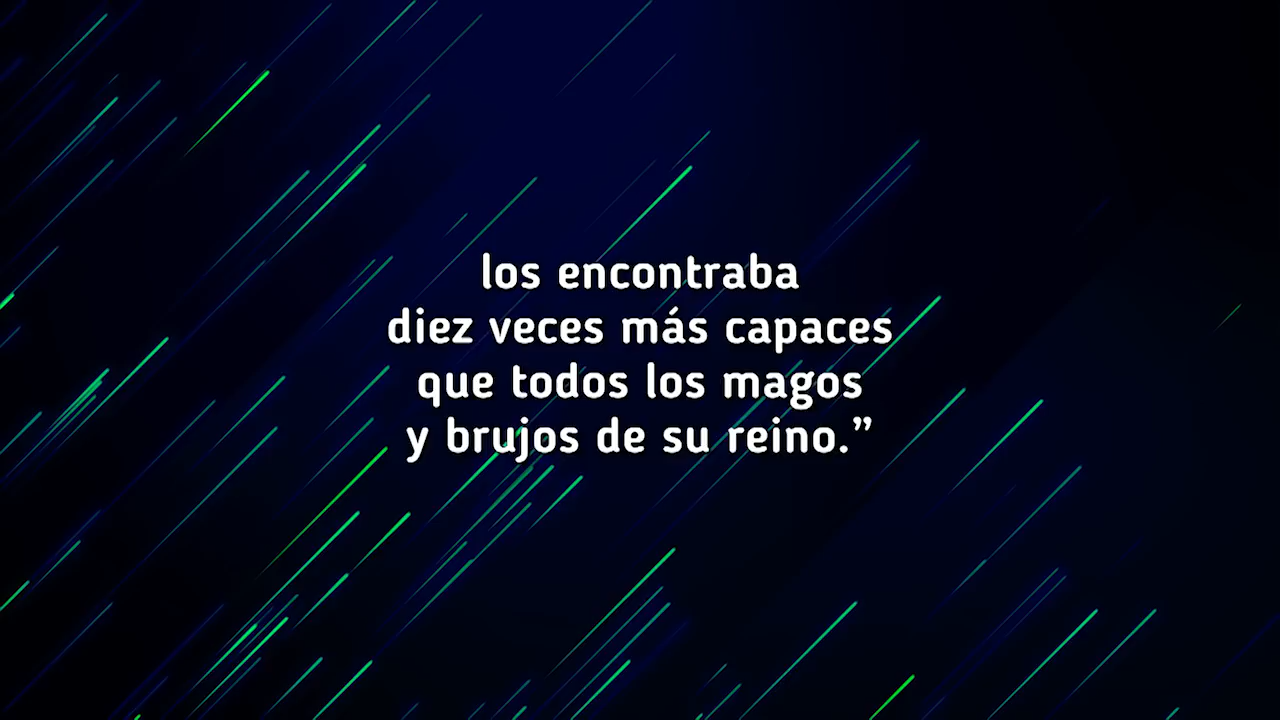 los encontraba
diez veces más capaces
que todos los magos
y brujos de su reino.”